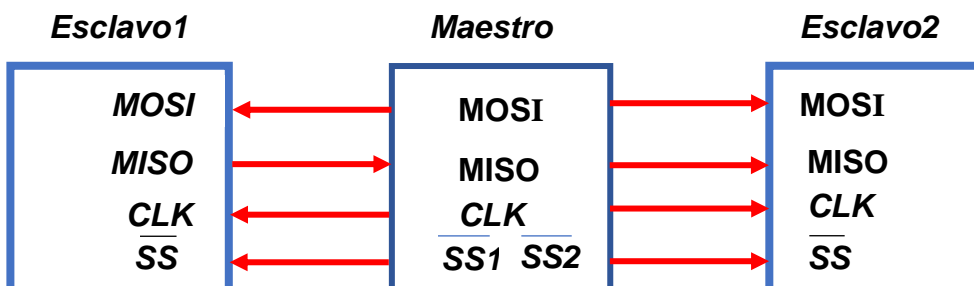 Esclavo1 Maestro Esclavo2
MOSI MOSI MOSI
MISO MISO MISO
CLK CLK CLK
SS SS1 SS2 SS